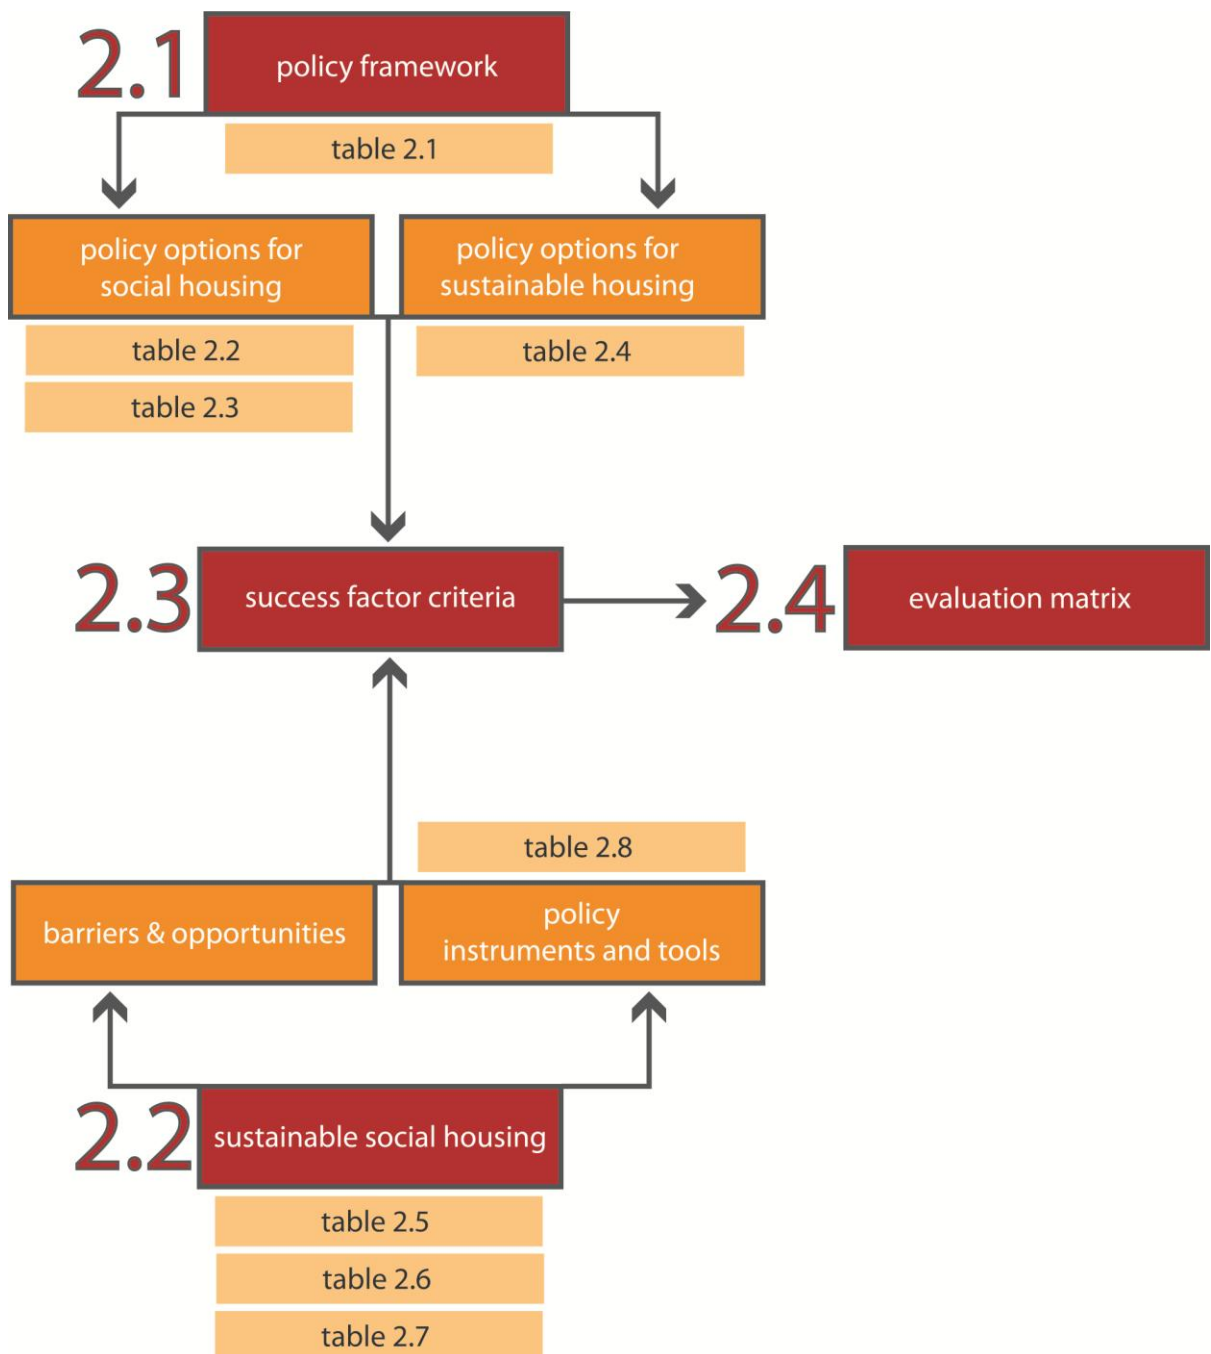 2.1
policy framework
table 2.1
policy options for
social housing
policy options for
sustainable housing
table 2.2
table 2.3
table 2.4
2.3
success factor criteria
2.4
evaluation matrix
table 2.8
barriers & opportunities
policy
instruments and tools
2.2
sustainable social housing
table 2.5
table 2.6
table 2.7